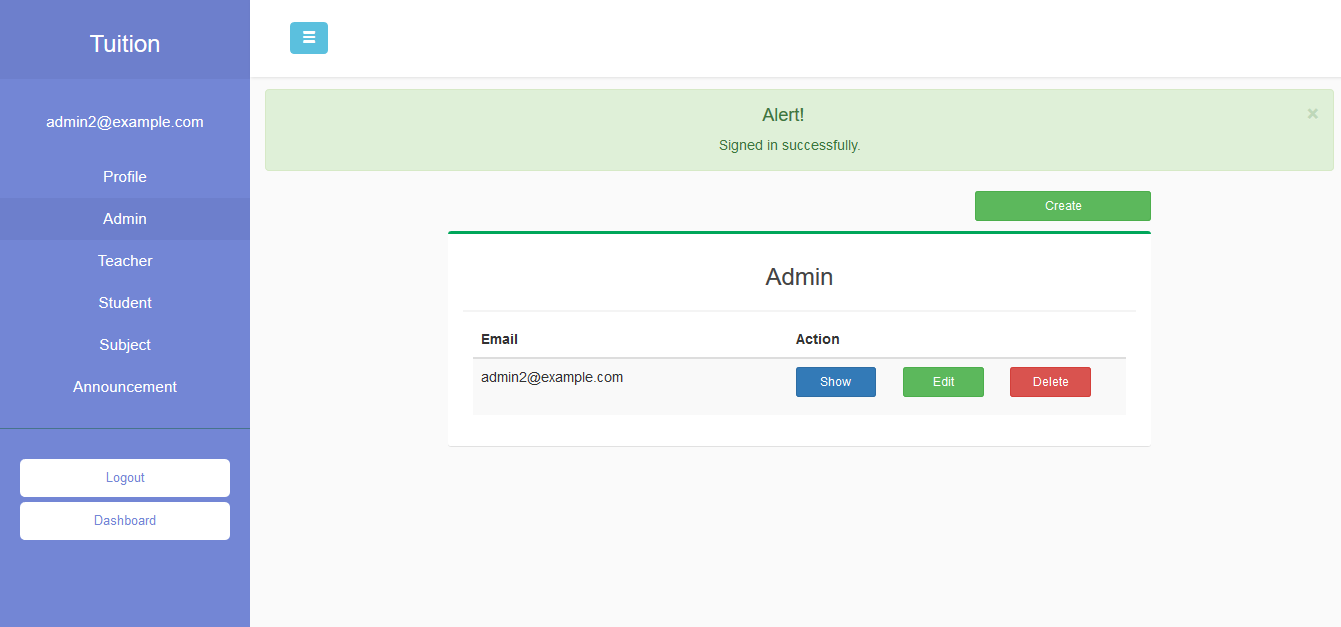 Tuition
admin2@example.com
Profile
Admin
Teacher
Student
Subject
Announcement
Logout
Dashboard
Alert!
×
Signed in successfully.
Create
Admin
Email Action
admin2@example.com Show Edit Delete